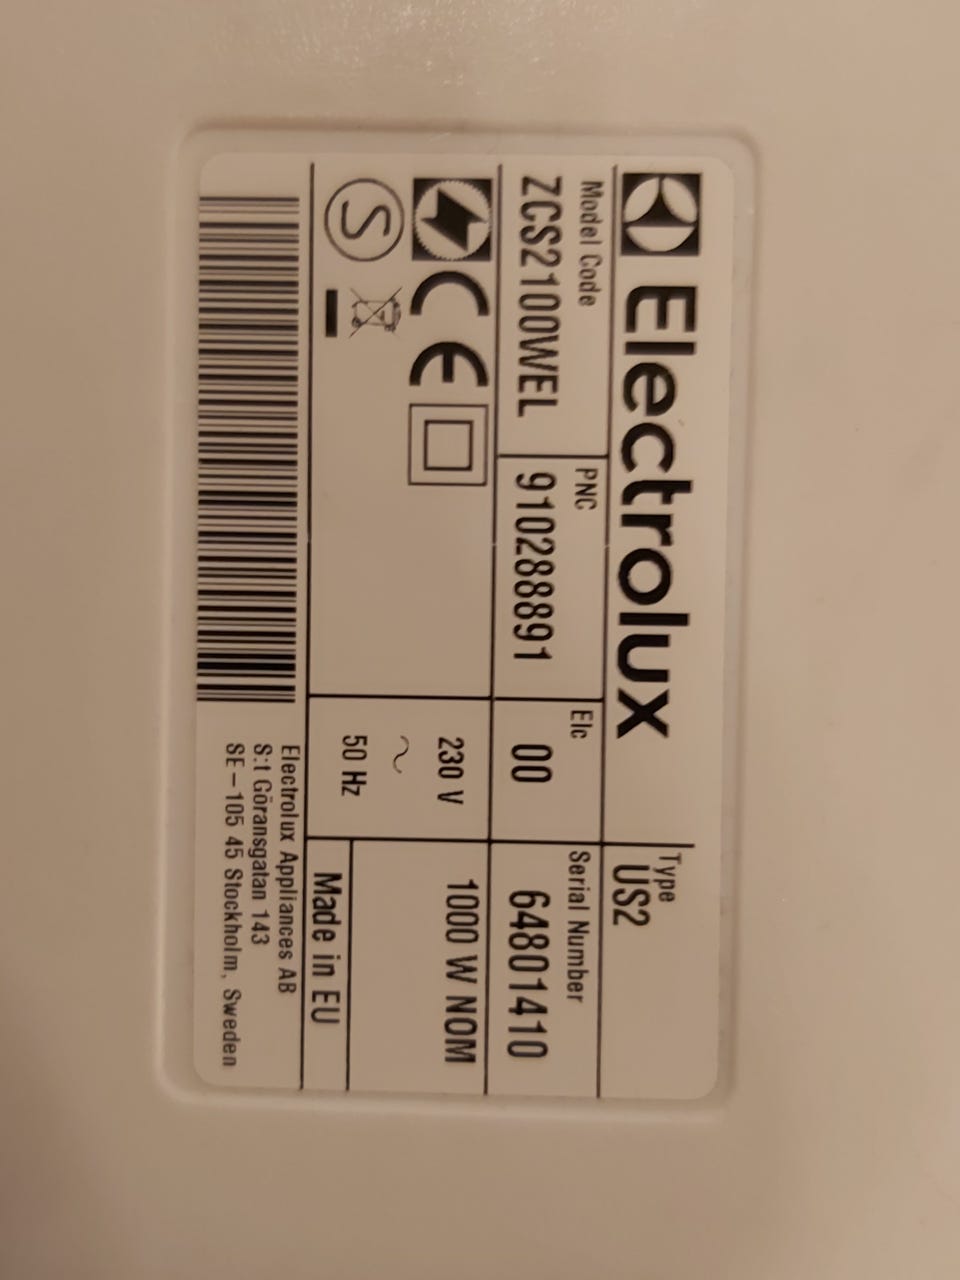 Electrolux
Type
US2
Model Code
ZCS2100WEL
PNC
910288891
Elc
00
Serial Number
64801410
CE
S
230 V
~
50 Hz
1000 W NOM
Made in EU
Electrolux Appliances AB
S:t Göransgatan 143
SE-105 45 Stockholm, Sweden